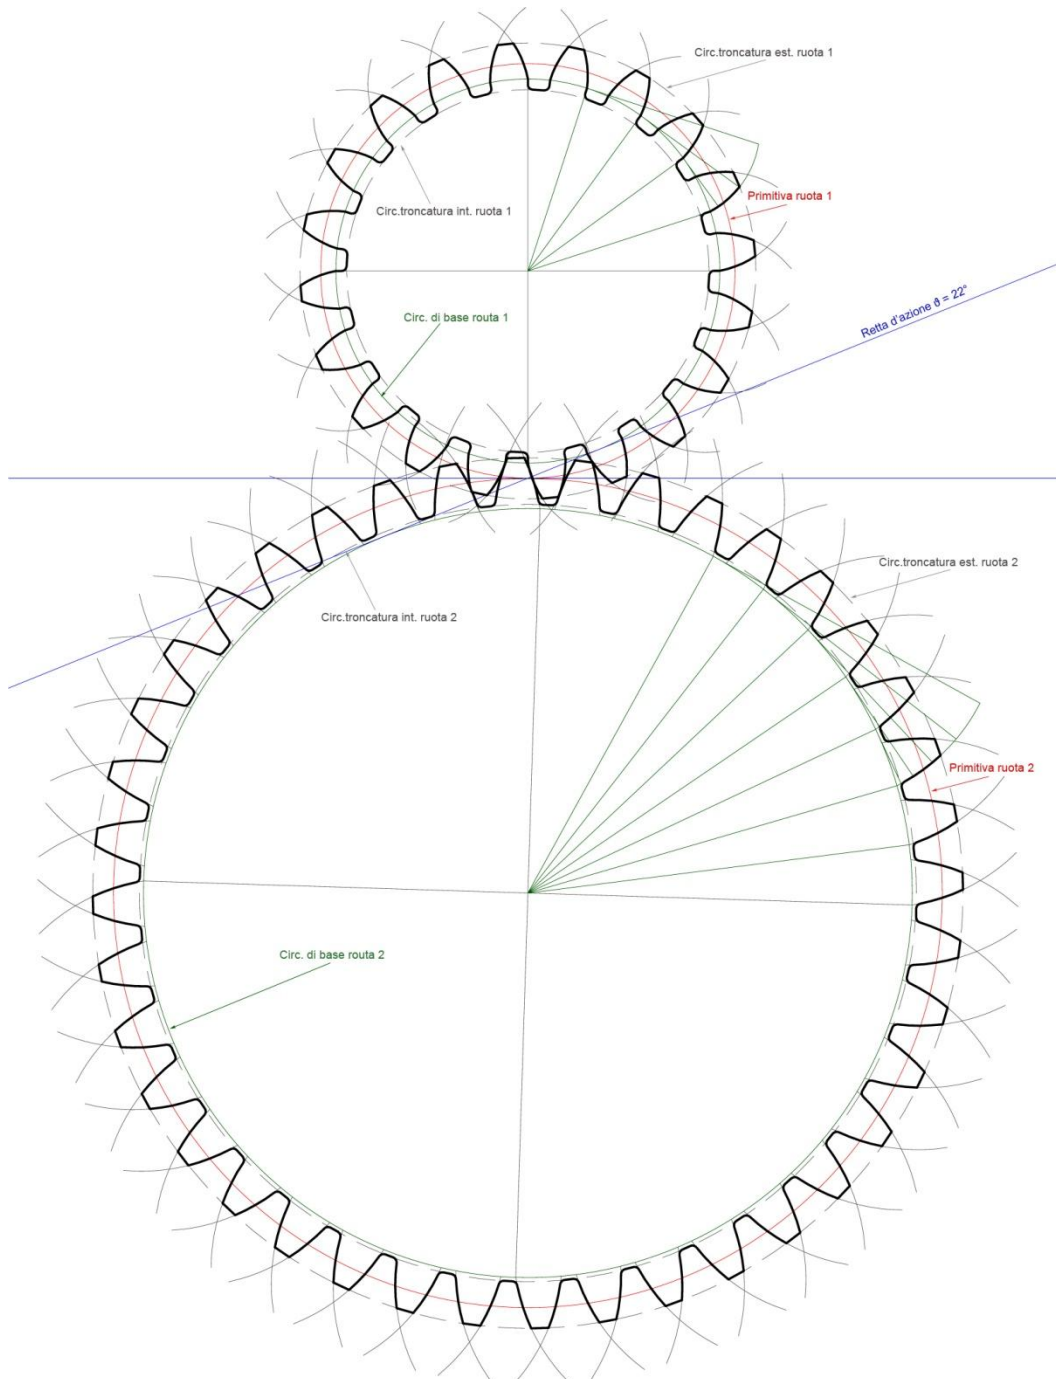 Circ.troncatura est. ruota 1
Primitiva ruota 1
Circ.troncatura int. ruota 1
Retta d'azione ϑ = 22°
Circ. di base routa 1
Circ.troncatura est. ruota 2
Circ.troncatura int. ruota 2
Primitiva ruota 2
Circ. di base routa 2